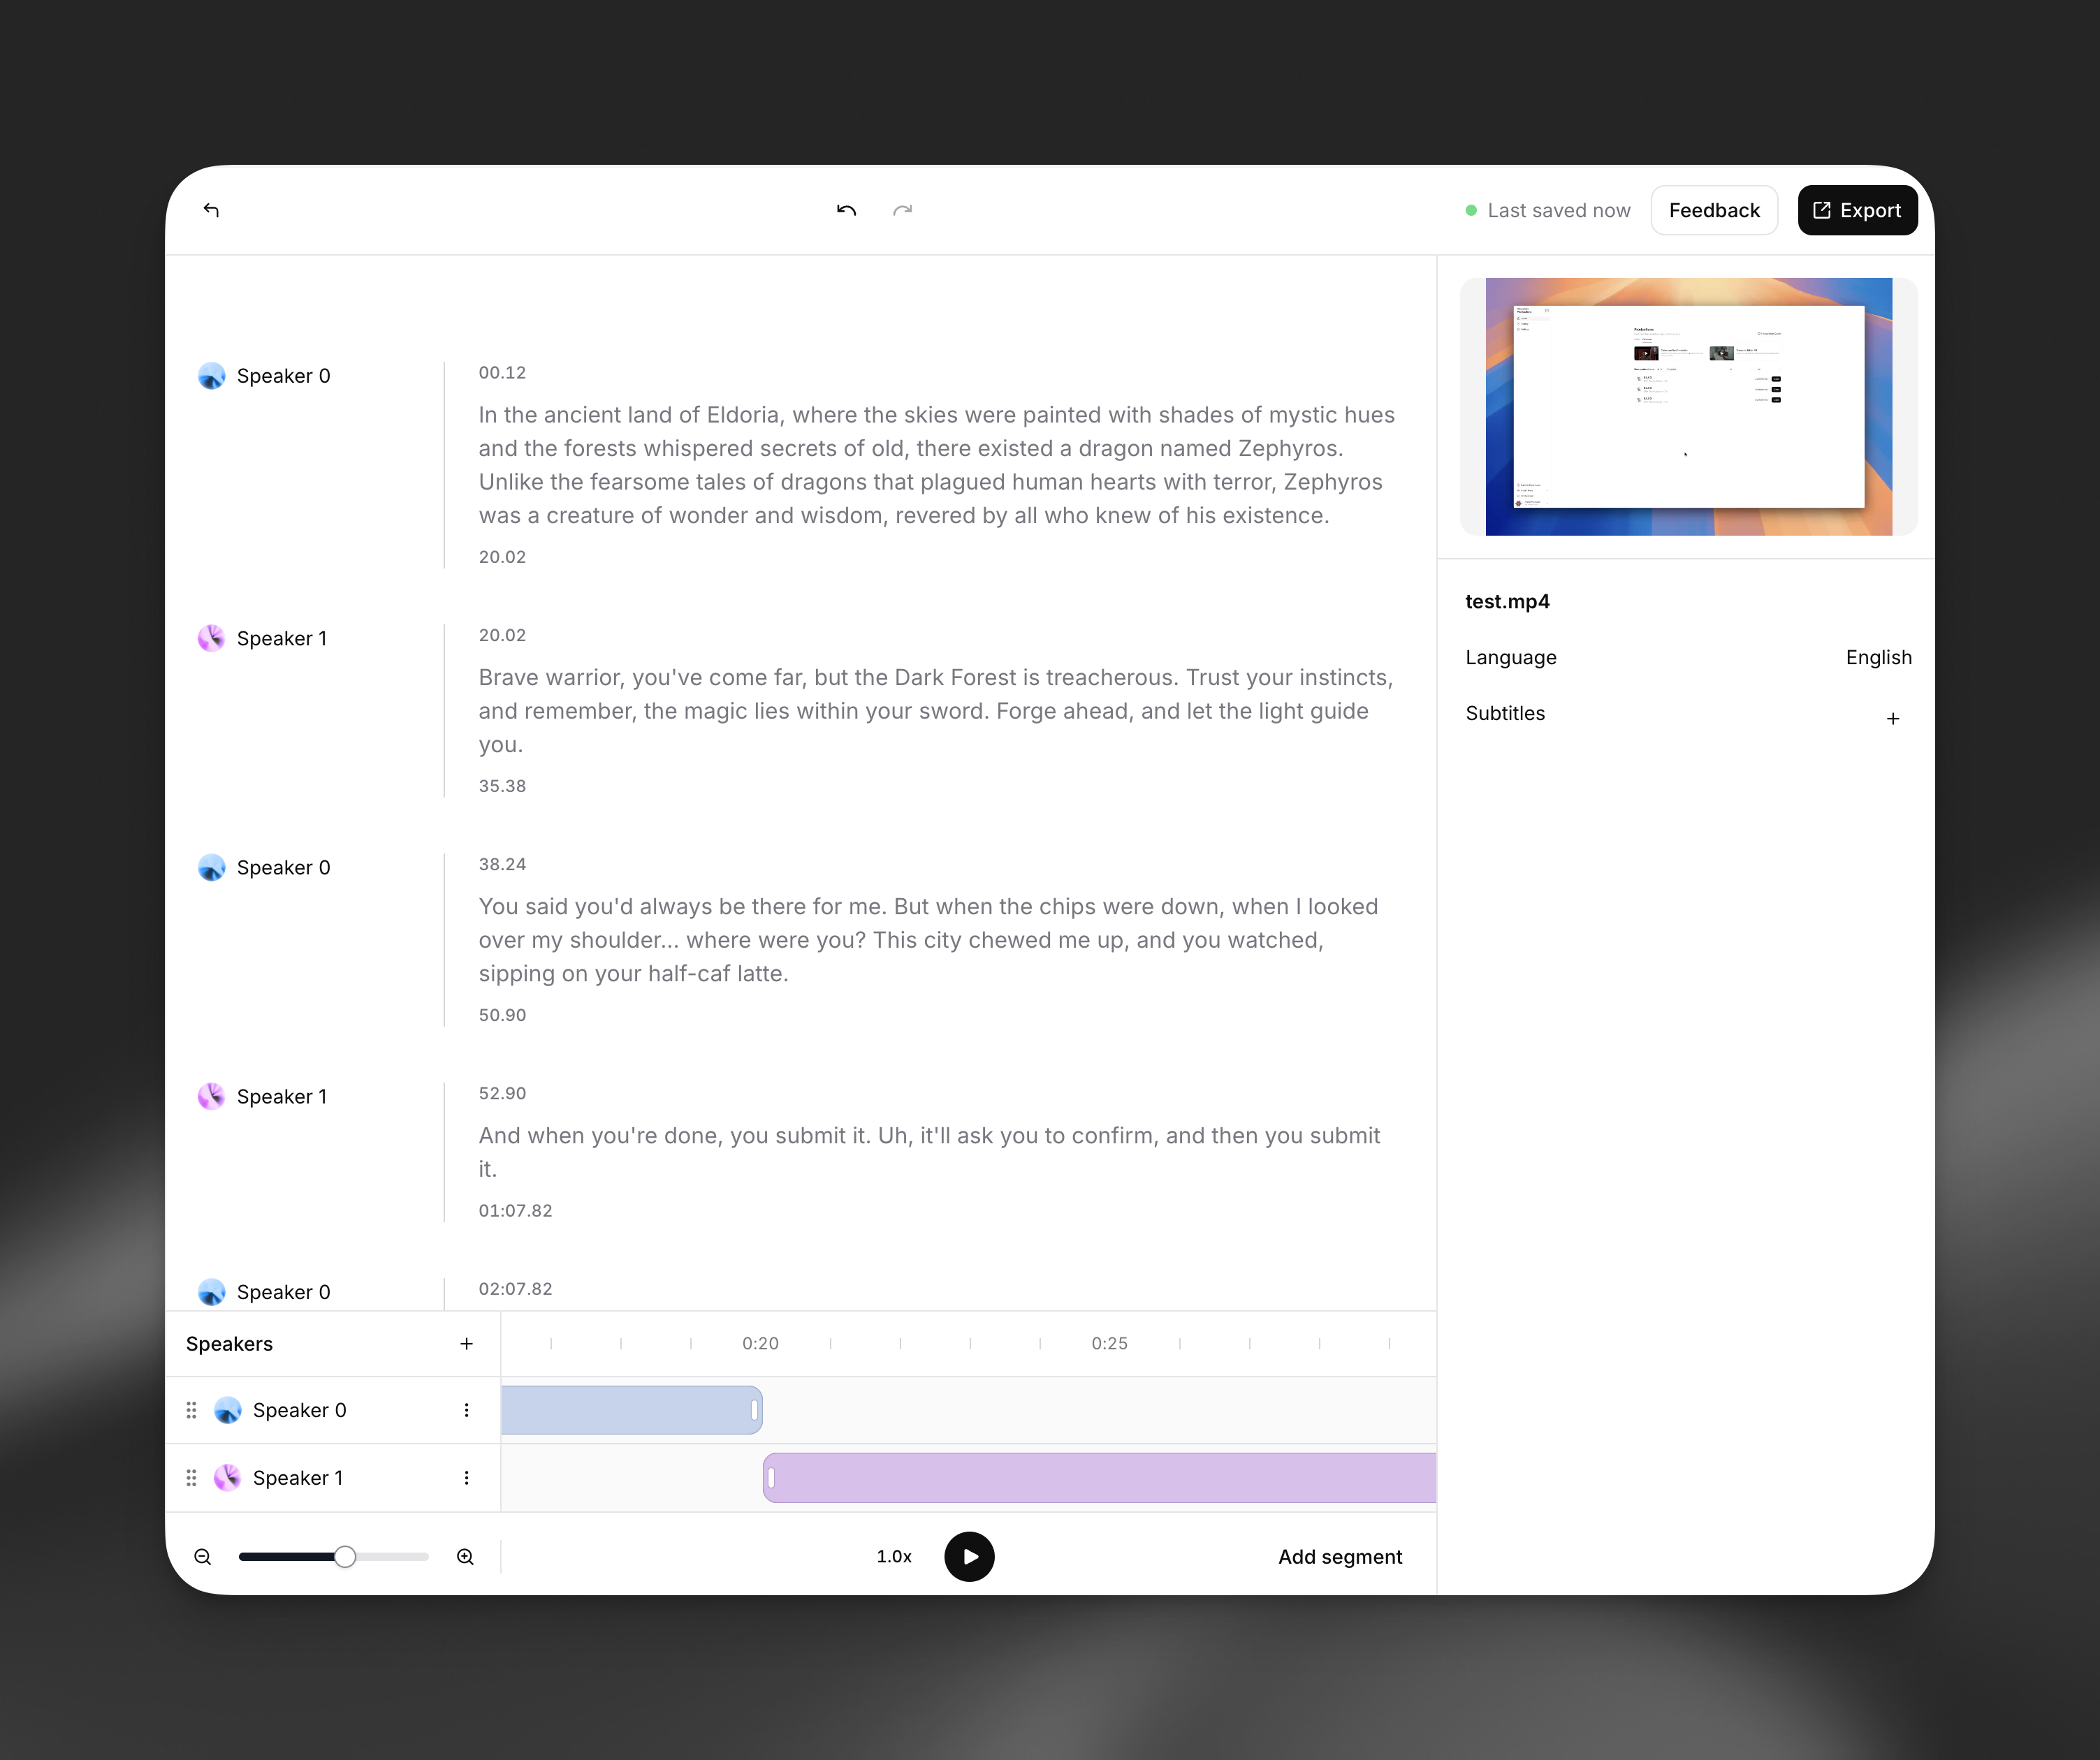 Last saved now
Feedback
Export
Speaker 0
00.12
In the ancient land of Eldoria, where the skies were painted with shades of mystic hues
and the forests whispered secrets of old, there existed a dragon named Zephyros.
Unlike the fearsome tales of dragons that plagued human hearts with terror, Zephyros
was a creature of wonder and wisdom, revered by all who knew of his existence.
20.02
Speaker 1
20.02
Brave warrior, you've come far, but the Dark Forest is treacherous. Trust your instincts,
and remember, the magic lies within your sword. Forge ahead, and let the light guide
you.
35.38
Speaker 0
38.24
You said you'd always be there for me. But when the chips were down, when I looked
over my shoulder... where were you? This city chewed me up, and you watched,
sipping on your half-caf latte.
50.90
Speaker 1
52.90
And when you're done, you submit it. Uh, it'll ask you to confirm, and then you submit
it.
01:07.82
Speaker 0
02:07.82
Speakers
0:20
0:25
Speaker 0
Speaker 1
1.0x
Add segment
Productions
test.mp4
Language
English
Subtitles